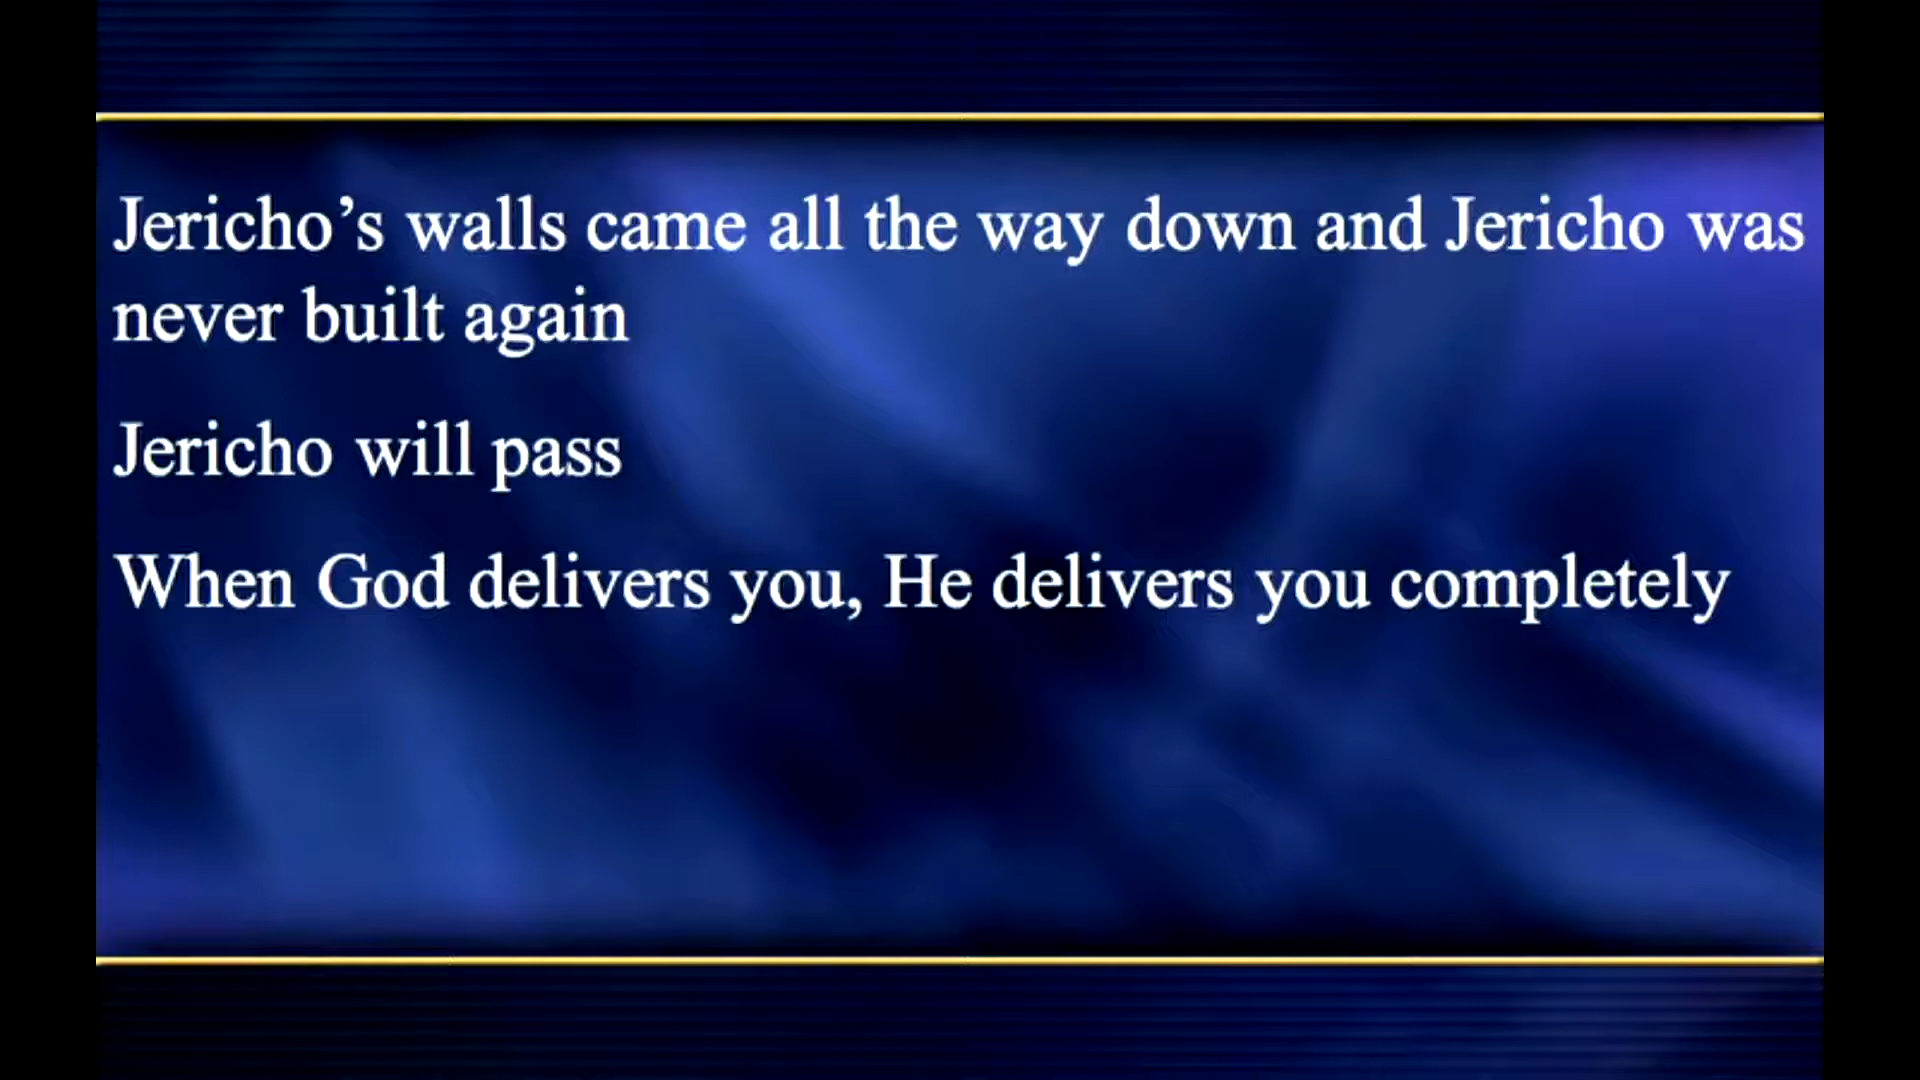 Jericho’s walls came all the way down and Jericho was
never built again
Jericho will pass
When God delivers you, He delivers you completely